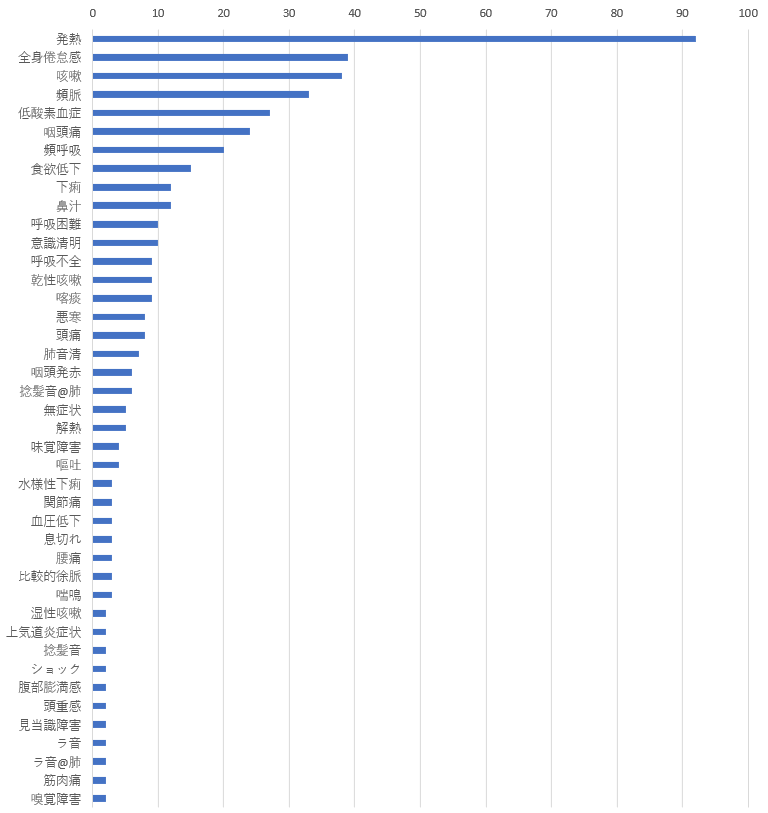 0 10 20 30 40 50 60 70 80 90 100
発熱
全身倦怠感
咳嗽
頻脈
低酸素血症
咽頭痛
頻呼吸
食欲低下
下痢
鼻汁
呼吸困難
意識清明
呼吸不全
乾性咳嗽
喀痰
悪寒
頭痛
肺音清
咽頭発赤
捻髪音@肺
無症状
解熱
味覚障害
嘔吐
水様性下痢
関節痛
血圧低下
息切れ
腰痛
比較的徐脈
喘鳴
湿性咳嗽
上気道炎症状
捻髪音
ショック
腹部膨満感
頭重感
見当識障害
ラ音
ラ音@肺
筋肉痛
嗅覚障害